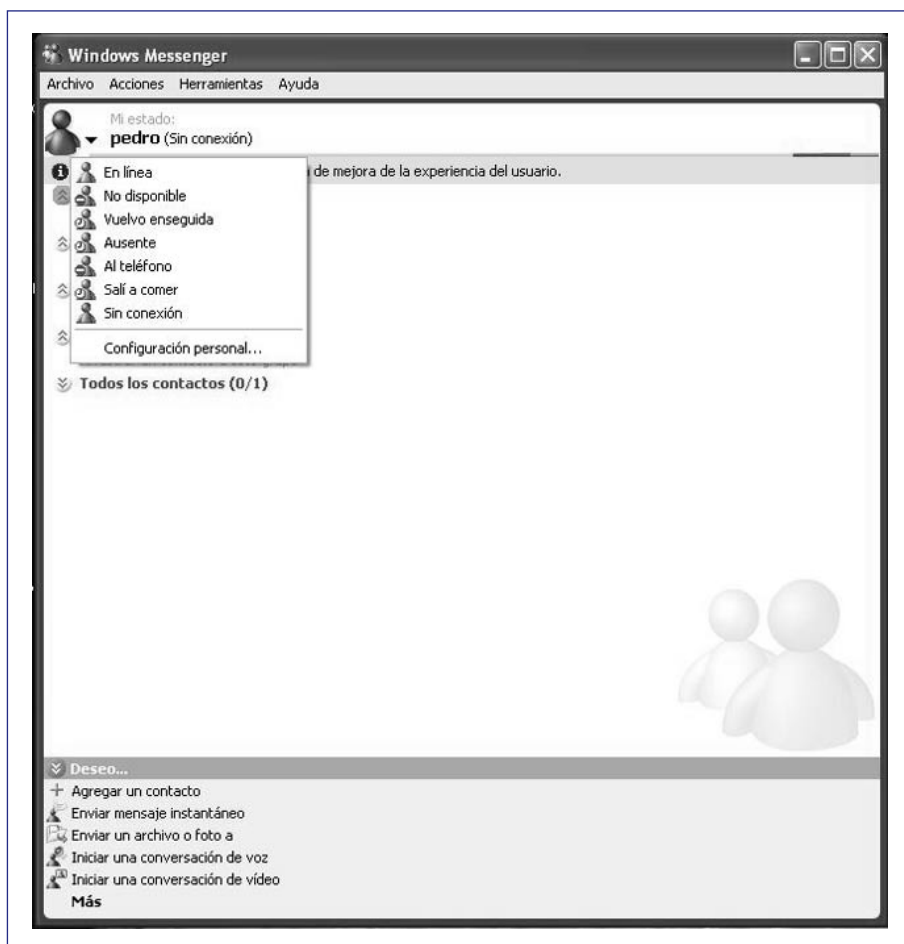 Windows Messenger
Archivo Acciones Herramientas Ayuda
Mi estado:
pedro (Sin conexión)
de mejora de la experiencia del usuario.
En línea
No disponible
Vuelvo enseguida
Ausente
Al teléfono
Salí a comer
Sin conexión
Configuración personal...
Todos los contactos (0/1)
Deseo...
Agregar un contacto
Enviar mensaje instantáneo
Enviar un archivo o foto a
Iniciar una conversación de voz
Iniciar una conversación de vídeo
Más